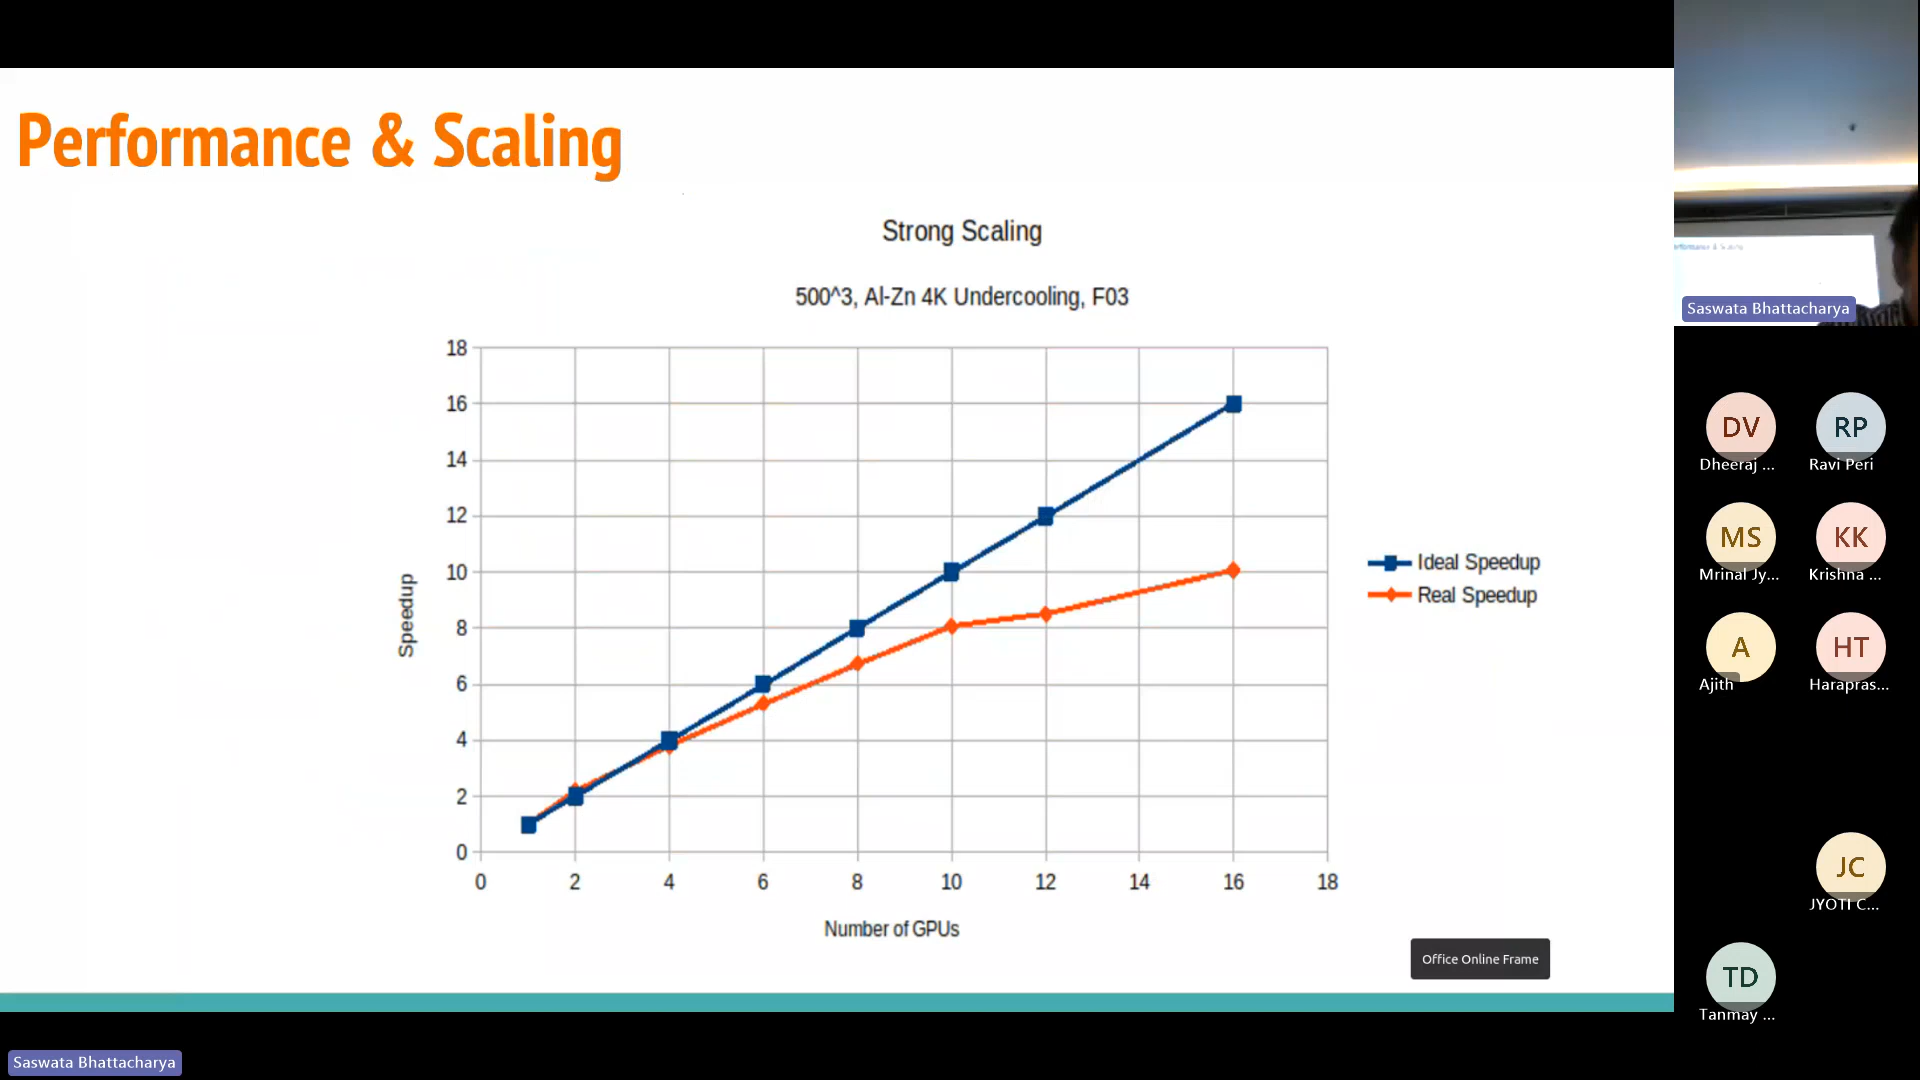 Performance & Scaling
Strong Scaling
500^3, Al-Zn 4K Undercooling, F03
18
16
14
12
10
8
6
4
2
0
Speedup
0 2 4 6 8 10 12 14 16 18
Number of GPUs
Ideal Speedup
Real Speedup
Office Online Frame
Saswata Bhattacharya
Saswata Bhattacharya
DV RP
Dheeraj ... Ravi Peri
MS KK
Mrinal Jy... Krishna ...
A HT
Ajith Harapras...
JC
JYOTI C...
TD
Tanmay ...